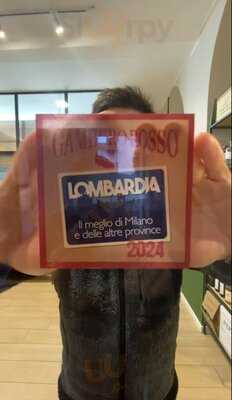 GAMBERO ROSSO
LOMBARDIA
Il meglio di Milano
e delle altre province
2024